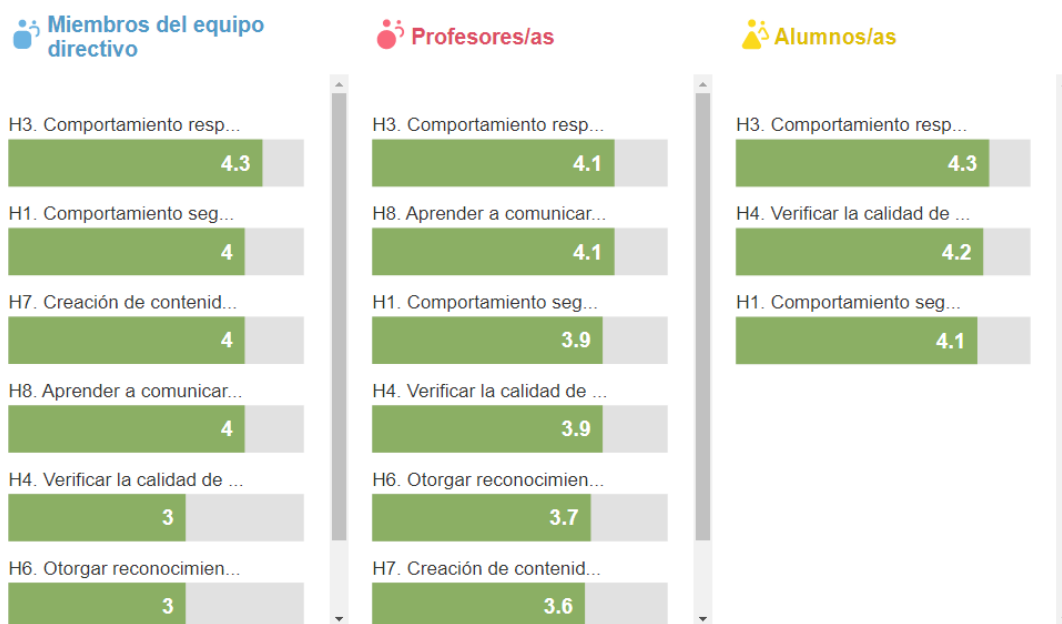 Miembros del equipo
directivo
H3. Comportamiento resp...
4.3
H1. Comportamiento seg...
4
H7. Creación de contenid...
4
H8. Aprender a comunicar...
4
H4. Verificar la calidad de ...
3
H6. Otorgar reconocimien...
3
Profesores/as
H3. Comportamiento resp...
4.1
H8. Aprender a comunicar...
4.1
H1. Comportamiento seg...
3.9
H4. Verificar la calidad de ...
3.9
H6. Otorgar reconocimien...
3.7
H7. Creación de contenid...
3.6
Alumnos/as
H3. Comportamiento resp...
4.3
H4. Verificar la calidad de ...
4.2
H1. Comportamiento seg...
4.1